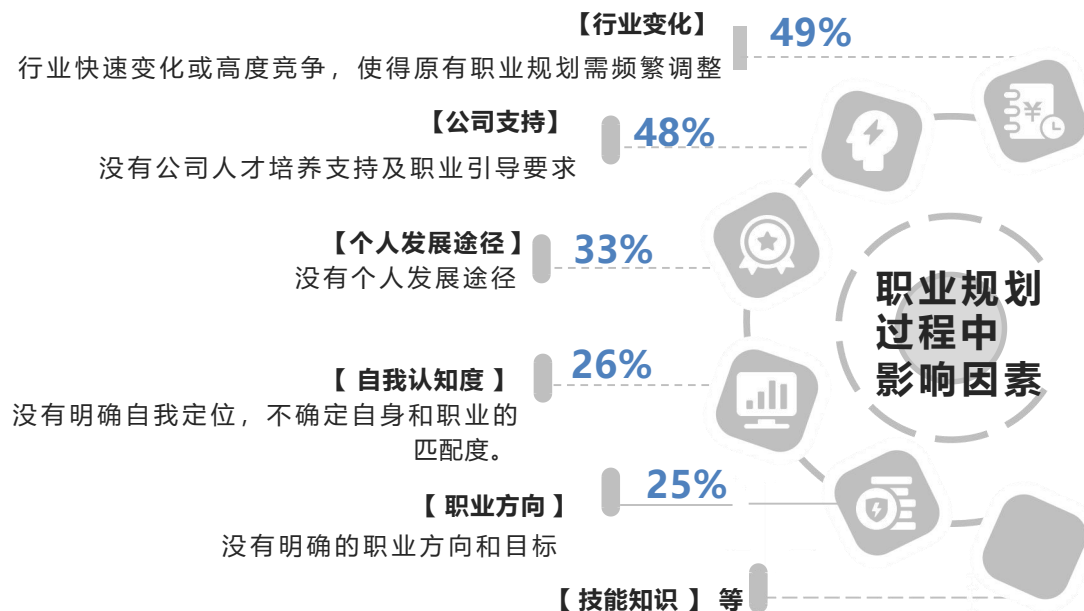 【行业变化】
49%
行业快速变化或高度竞争，使得原有职业规划需频繁调整
【公司支持】
48%
没有公司人才培养支持及职业引导要求
【个人发展途径】
33%
没有个人发展途径
【 自我认知度 】
26%
没有明确自我定位，不确定自身和职业的
匹配度。
【 职业方向 】
25%
没有明确的职业方向和目标
【 技能知识 】 等
职业规划
过程中
影响因素
¥